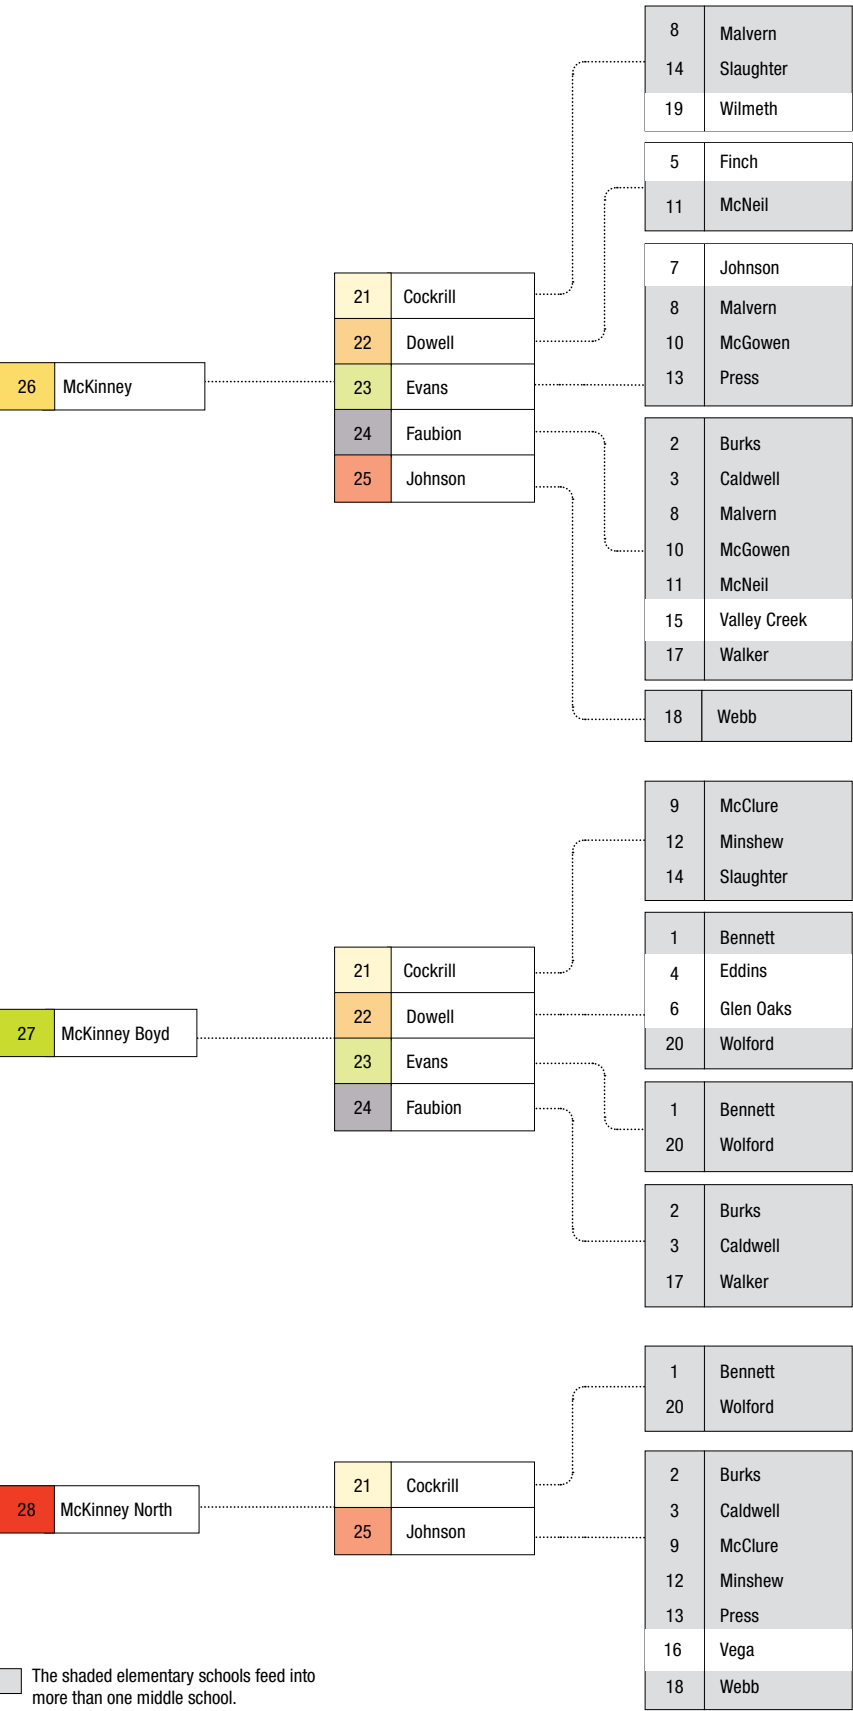 8 Malvern
14 Slaughter
19 Wilmeth
5 Finch
11 McNeil
7 Johnson
8 Malvern
10 McGowen
13 Press
2 Burks
3 Caldwell
8 Malvern
10 McGowen
11 McNeil
15 Valley Creek
17 Walker
18 Webb
21 Cockrill
22 Dowell
23 Evans
24 Faubion
25 Johnson
26 McKinney
9 McClure
12 Minshew
14 Slaughter
1 Bennett
4 Eddins
6 Glen Oaks
20 Wolford
1 Bennett
20 Wolford
2 Burks
3 Caldwell
17 Walker
21 Cockrill
22 Dowell
23 Evans
24 Faubion
27 McKinney Boyd
1 Bennett
20 Wolford
2 Burks
3 Caldwell
9 McClure
12 Minshew
13 Press
16 Vega
18 Webb
21 Cockrill
25 Johnson
28 McKinney North
The shaded elementary schools feed into
more than one middle school.